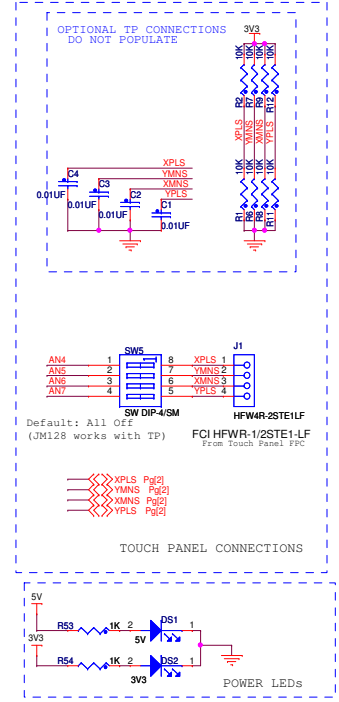 OPTIONAL TP CONNECTIONS
DO NOT POPULATE
3V3
10K 10K 10K 10K
R2 R7 R9 R12
XPLS YMNS XMNS YPLS
10K 10K 10K 10K
R1 R6 R8 R11
XPLS
YMNS
XMNS
YPLS
C4
0.01UF
C3
0.01UF
C2
0.01UF
C1
0.01UF
SW5
J1
AN4 1 8 XPLS 1
AN5 2 7 YMNS 2
AN6 3 6 XMNS 3
AN7 4 5 YPLS 4
SW DIP-4/SM
HFW4R-2STE1LF
Default: All Off
(JM128 works with TP)
FCI HFWR-1/2STE1-LF
From Touch Panel FPC
XPLS Pg[2]
YMNS Pg[2]
XMNS Pg[2]
YPLS Pg[2]
TOUCH PANEL CONNECTIONS
5V
R53 1K 2 DS1 1
5V
3V3
R54 1K 2 DS2 1
3V3
POWER LEDs